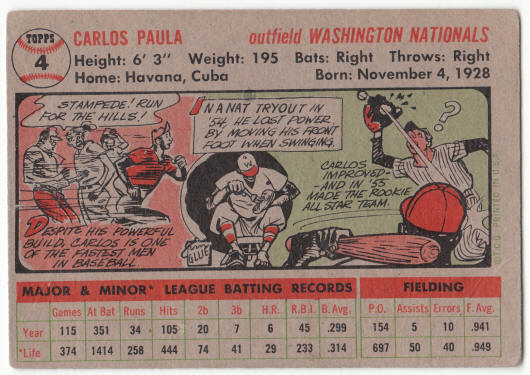 TOPPS
4
CARLOS PAULA outfield WASHINGTON NATIONALS
Height: 6' 3" Weight: 195 Bats: Right Throws: Right
Home: Havana, Cuba Born: November 4, 1928
STAMPEDE! RUN
FOR THE HILLS!
DESPITE HIS POWERFUL
BUILD, CARLOS IS ONE
OF THE FASTEST MEN
IN BASEBALL
IN A NAT TRYOUT IN
'54, HE LOST POWER
BY MOVING HIS FRONT
FOOT WHEN SWINGING.
W
GLUE
?
CARLOS
IMPROVED—
—AND IN '55
MADE THE ROOKIE
ALL STAR TEAM.
©T.C.G. PRINTED IN U.S.A.
MAJOR & MINOR* LEAGUE BATTING RECORDS FIELDING
Games At Bat Runs Hits 2b 3b H.R. R.B.I. B. Avg. P.O. Assists Errors F. Avg.
Year 115 351 34 105 20 7 6 45 .299 154 5 10 .941
*Life 374 1414 258 444 74 41 29 233 .314 697 50 40 .949